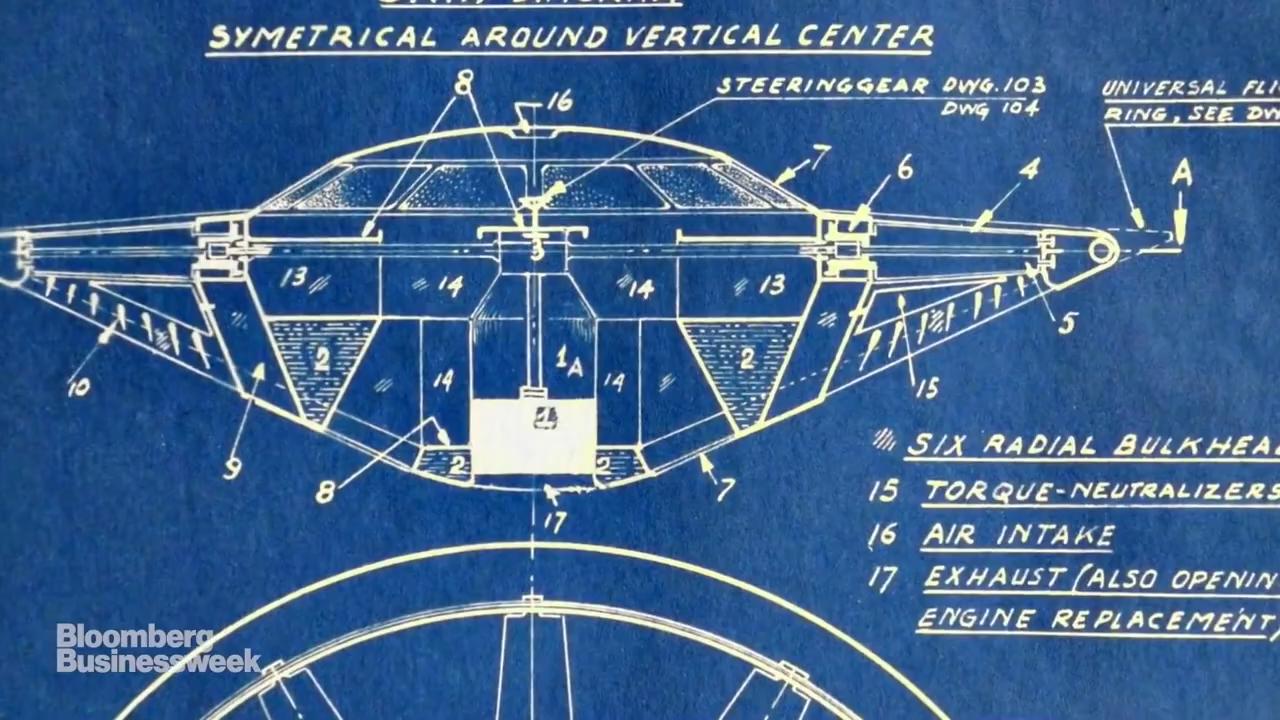 SYMETRICAL AROUND VERTICAL CENTER
8
16
STEERINGGEAR DWG.103
DWG 104
UNIVERSAL
RING, SEE
7
6
4
A
3
13
14
14
13
5
2
1A
2
10
14
14
15
1
9
8
2
2
7
17
SIX RADIAL
15 TORQUE-NEUTRALIZERS
16 AIR INTAKE
17 EXHAUST (ALSO
ENGINE REPLACEMENT
Bloomberg
Businessweek